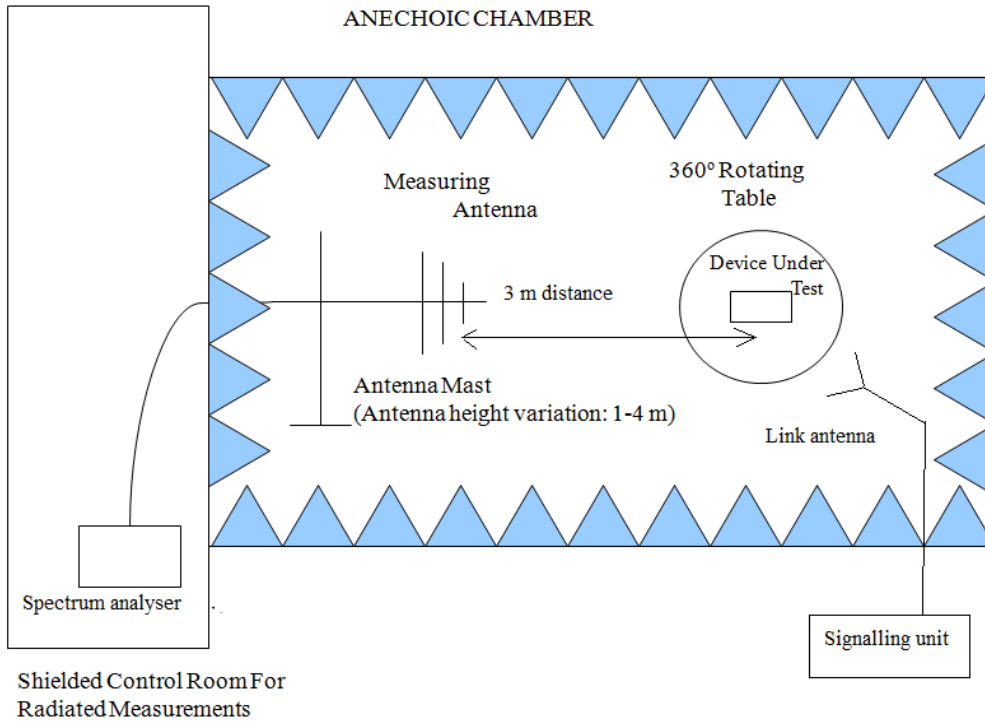 ANECHOIC CHAMBER
360º Rotating
Table
Measuring
Antenna
Device Under
Test
3 m distance
Antenna Mast
(Antenna height variation: 1-4 m)
Link antenna
Spectrum analyser
Signalling unit
Shielded Control Room For
Radiated Measurements